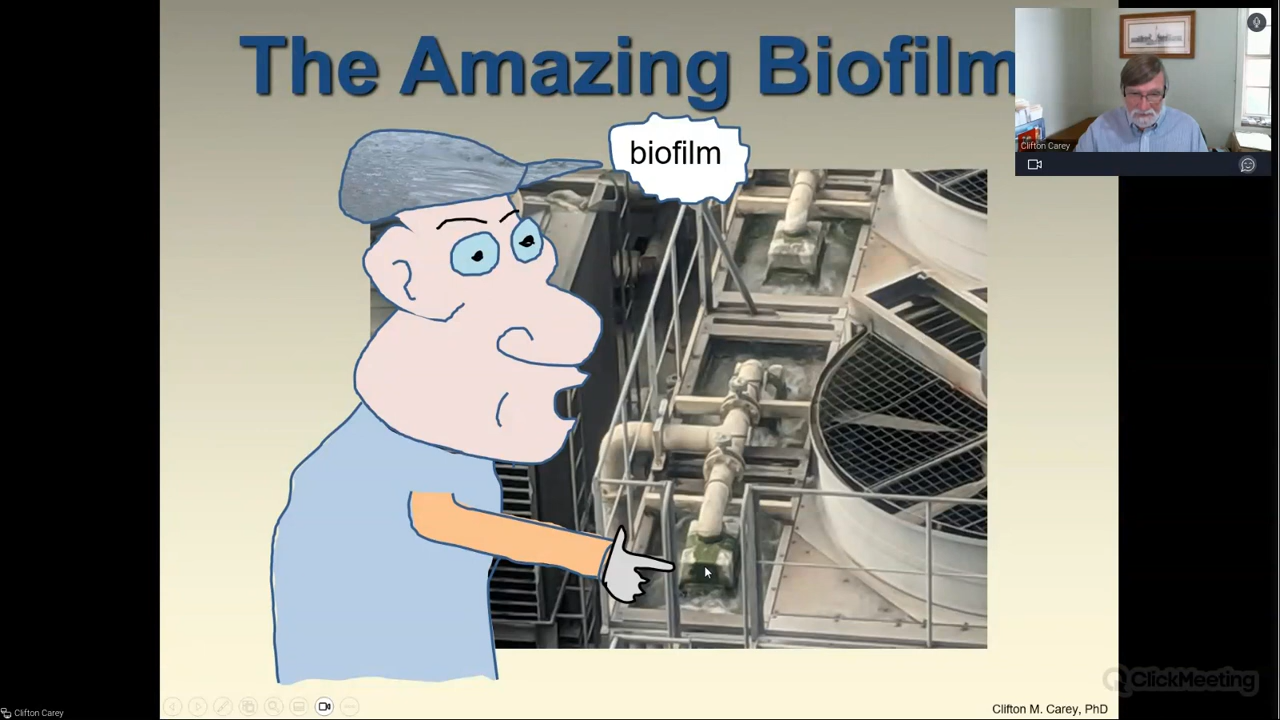 The Amazing Biofilm
biofilm
Clifton Carey
ClickMeeting
Clifton Carey
Clifton M. Carey, PhD